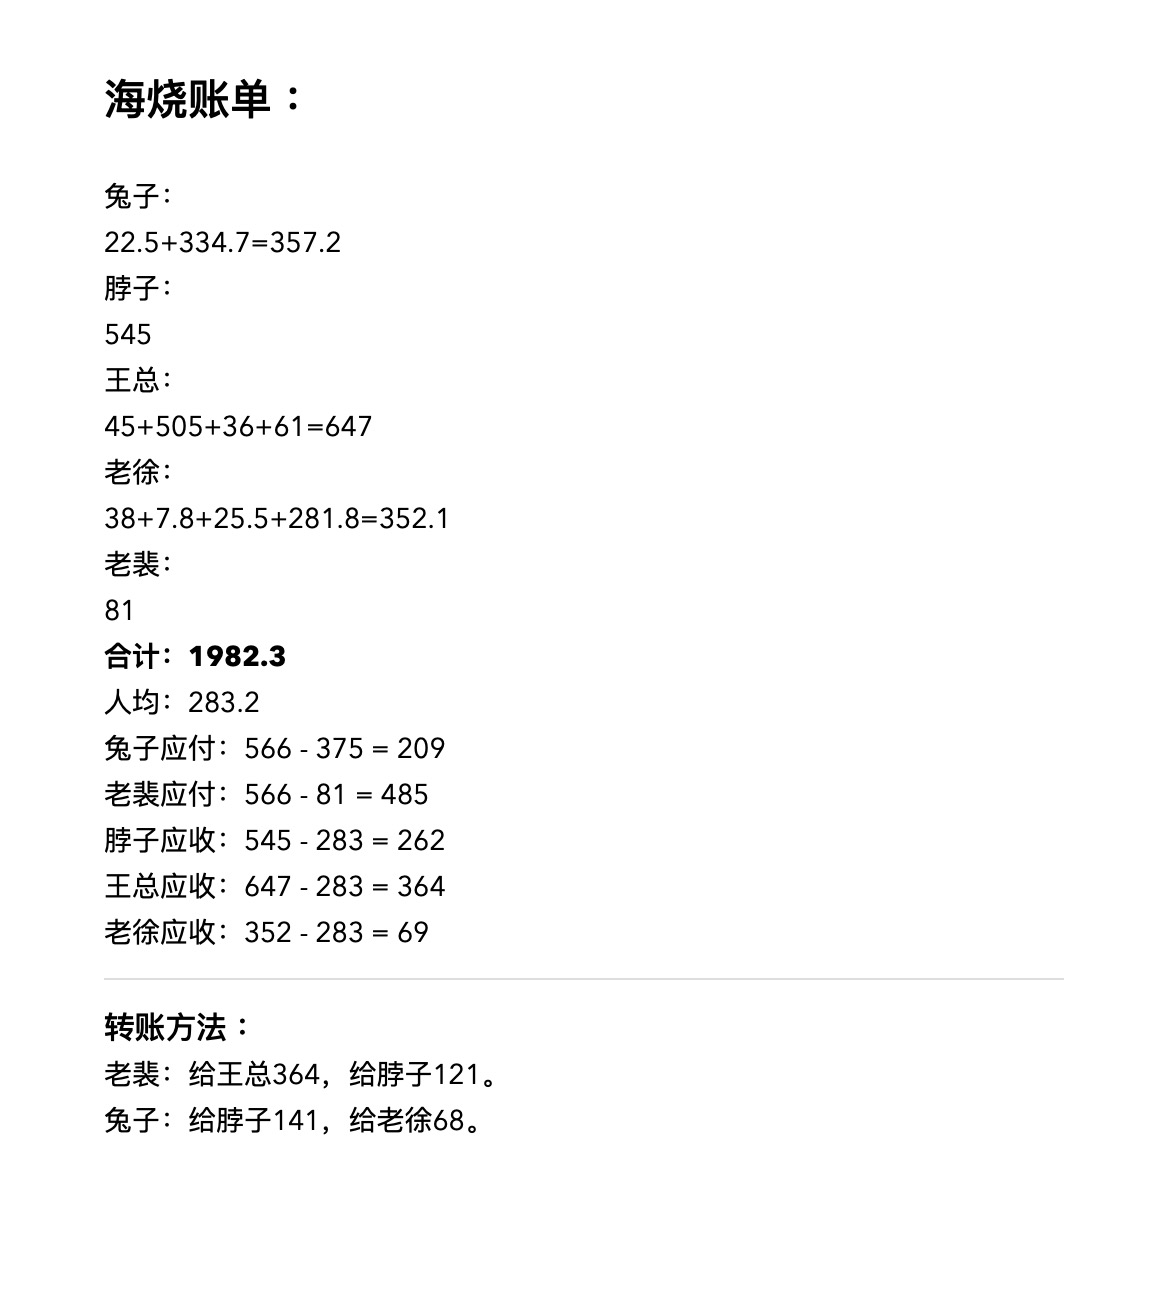 海烧账单：
兔子：
22.5+334.7=357.2
脖子：
545
王总：
45+505+36+61=647
老徐：
38+7.8+25.5+281.8=352.1
老裴：
81
合计：1982.3
人均：283.2
兔子应付：566 - 375 = 209
老裴应付：566 - 81 = 485
脖子应收：545 - 283 = 262
王总应收：647 - 283 = 364
老徐应收：352 - 283 = 69
转账方法：
老裴：给王总364，给脖子121。
兔子：给脖子141，给老徐68。